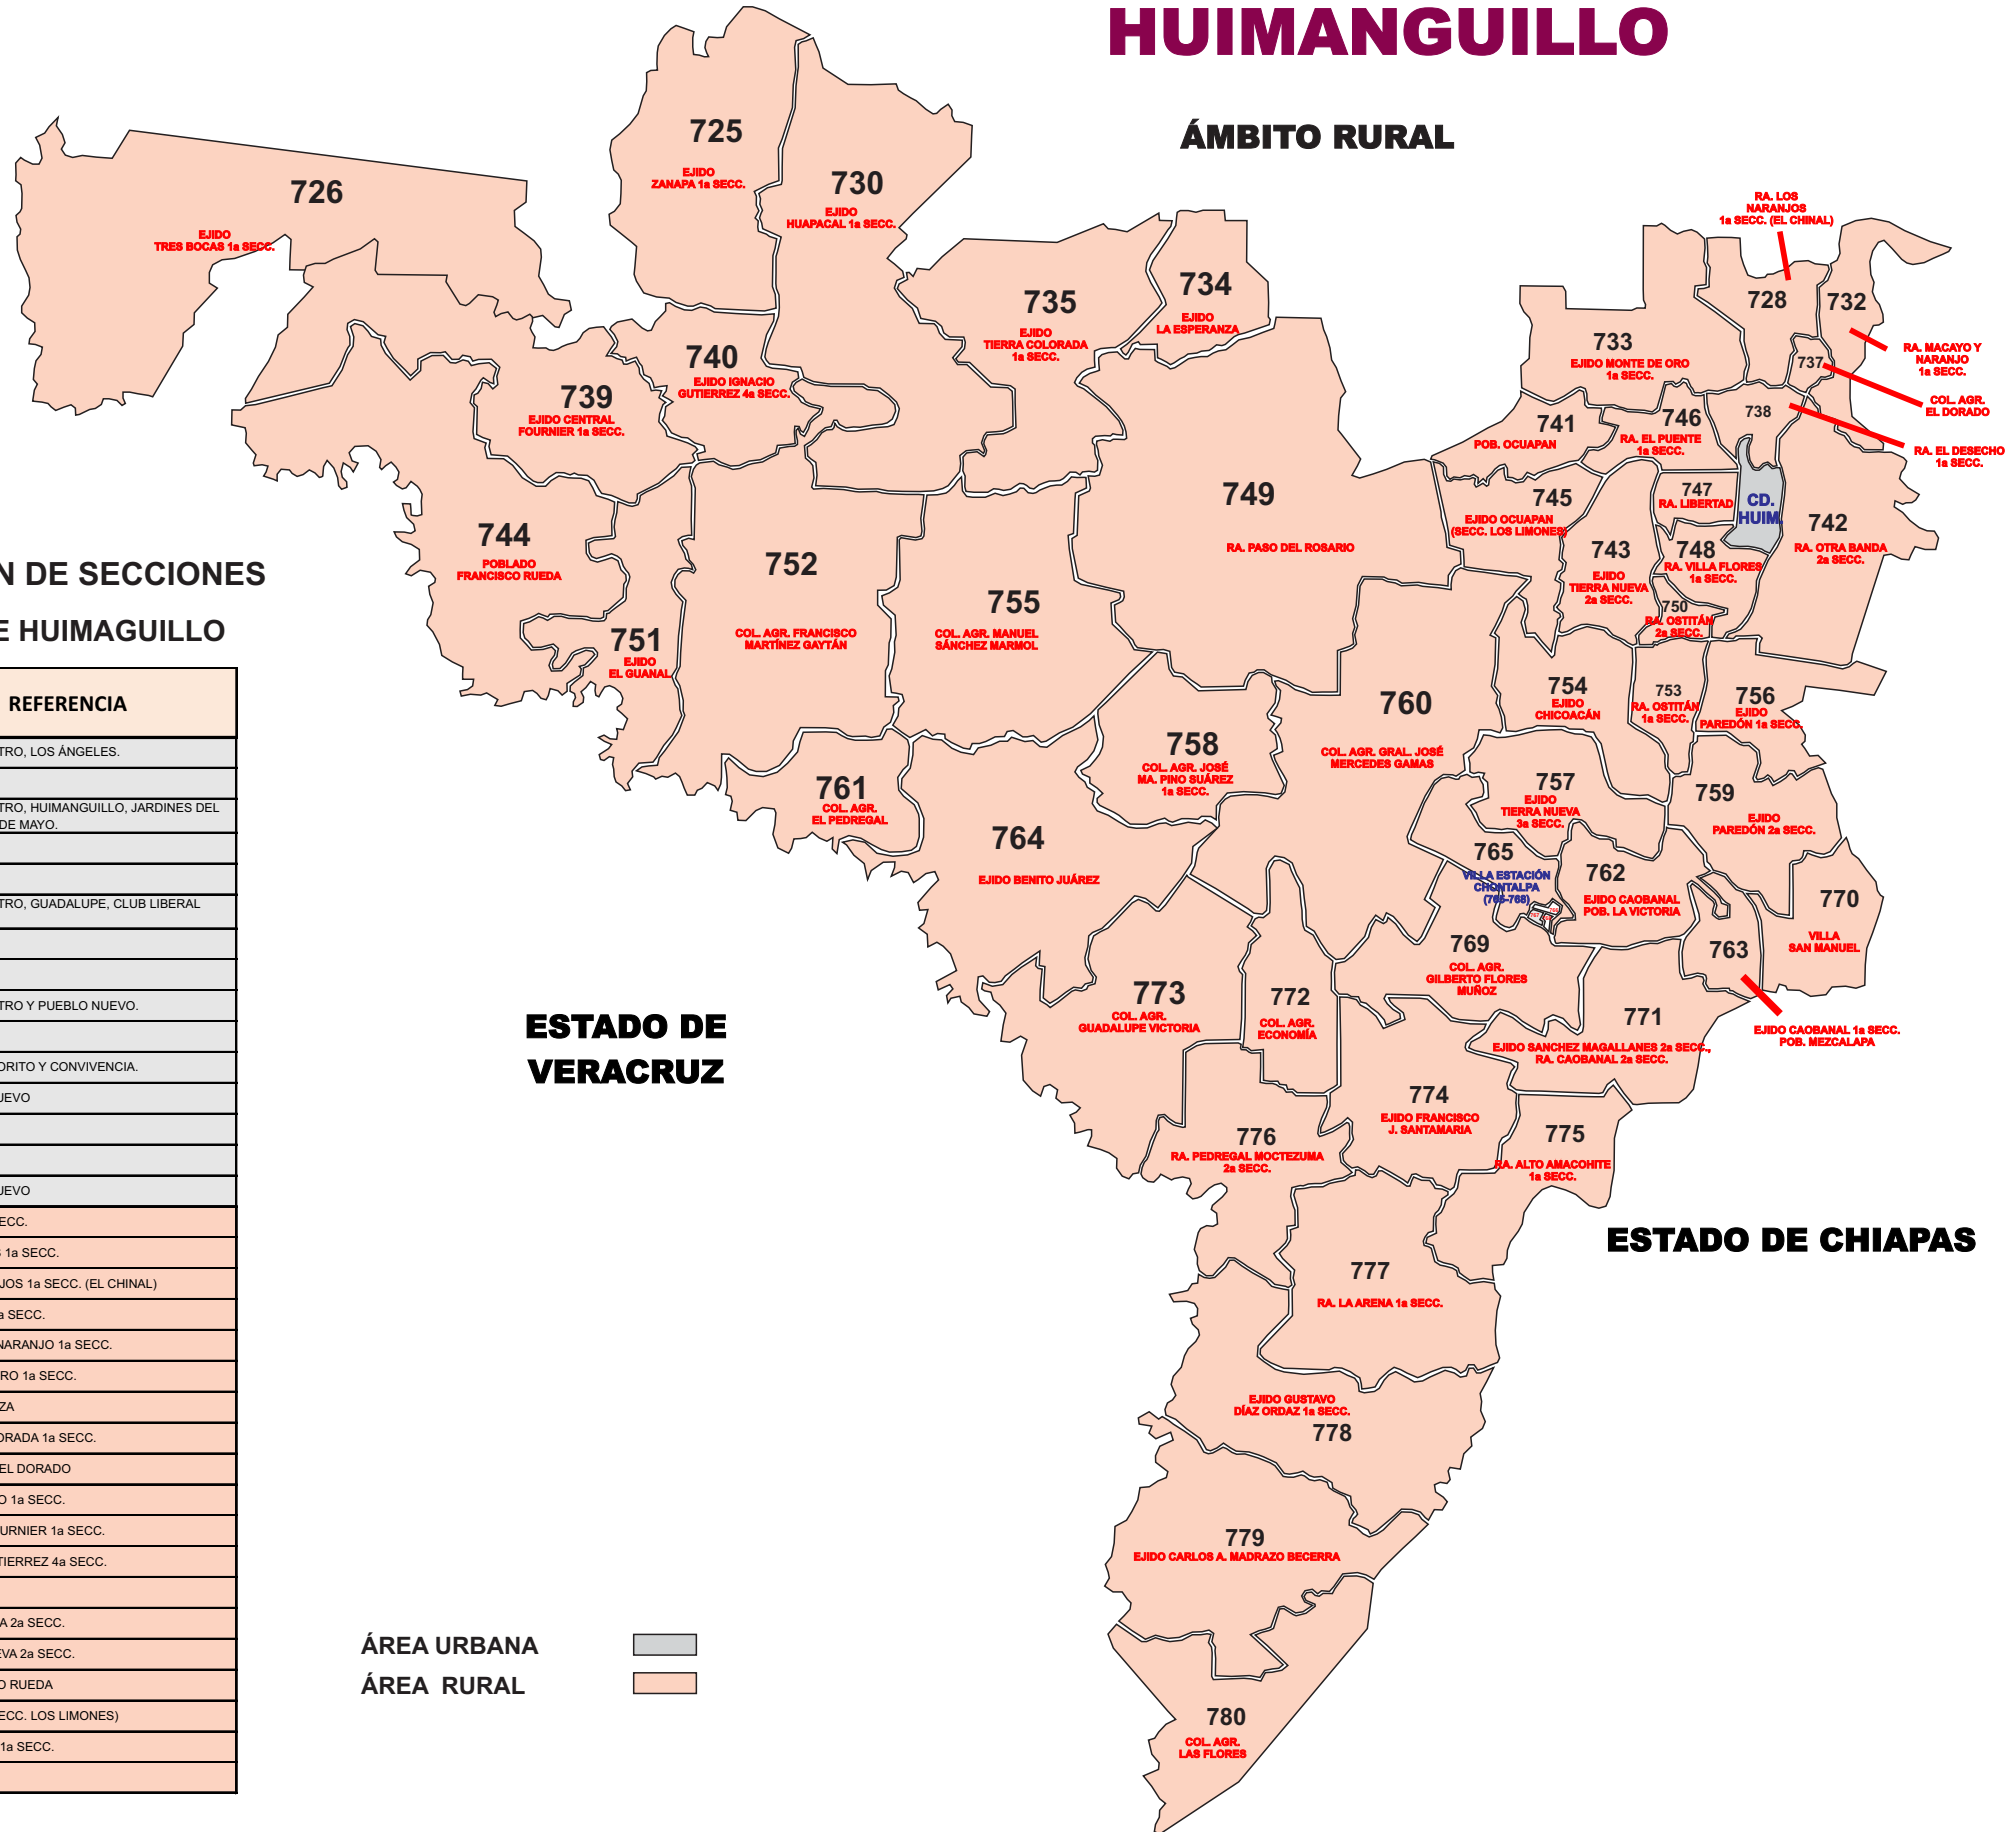 HUIMANGUILLO
ÁMBITO RURAL
725
EJIDO
ZANAPA 1a SECC.
726
EJIDO
TRES BOCAS 1a SECC.
730
EJIDO
HUAPACAL 1a SECC.
RA. LOS
NARANJOS
1a SECC. (EL CHINAL)
728
732
RA. MACAYO Y
NARANJO
1a SECC.
735
EJIDO
TIERRA COLORADA
1a SECC.
734
EJIDO
LA ESPERANZA
733
EJIDO MONTE DE ORO
1a SECC.
737
COL. AGR.
EL DORADO
738
RA. EL DESECHO
1a SECC.
740
EJIDO IGNACIO
GUTIERREZ 4a SECC.
739
EJIDO CENTRAL
FOURNIER 1a SECC.
741
POB. OCUAPAN
746
RA. EL PUENTE
1a SECC.
749
RA. PASO DEL ROSARIO
745
EJIDO OCUAPAN
(SECC. LOS LIMONES)
747
RA. LIBERTAD
CD.
HUIM.
742
RA. OTRA BANDA
2a SECC.
744
POBLADO
FRANCISCO RUEDA
743
EJIDO
TIERRA NUEVA
2a SECC.
748
RA. VILLA FLORES
1a SECC.
750
RA. OSTITÁN
2a SECC.
752
COL. AGR. FRANCISCO
MARTÍNEZ GAYTÁN
755
COL. AGR. MANUEL
SÁNCHEZ MARMOL
751
EJIDO
EL GUANAL
754
EJIDO
CHICOACÁN
753
RA. OSTITÁN
1a SECC.
756
EJIDO
PAREDÓN 1a SECC.
760
COL. AGR. GRAL. JOSÉ
MERCEDES GAMAS
758
COL. AGR. JOSÉ
MA. PINO SUÁREZ
1a SECC.
761
COL. AGR.
EL PEDREGAL
757
EJIDO
TIERRA NUEVA
3a SECC.
759
EJIDO
PAREDÓN 2a SECC.
764
EJIDO BENITO JUÁREZ
765
VILLA ESTACIÓN
CHONTALPA
(765-768)
762
EJIDO CAOBANAL
POB. LA VICTORIA
770
VILLA
SAN MANUEL
763
EJIDO CAOBANAL 1a SECC.
POB. MEZCALAPA
769
COL. AGR.
GILBERTO FLORES
MUÑOZ
773
COL. AGR.
GUADALUPE VICTORIA
772
COL. AGR.
ECONOMÍA
771
EJIDO SANCHEZ MAGALLANES 2a SECC.,
RA. CAOBANAL 2a SECC.
774
EJIDO FRANCISCO
J. SANTAMARIA
775
RA. ALTO AMACOHITE
1a SECC.
776
RA. PEDREGAL MOCTEZUMA
2a SECC.
777
RA. LA ARENA 1a SECC.
EJIDO GUSTAVO
DÍAZ ORDAZ 1a SECC.
778
779
EJIDO CARLOS A. MADRAZO BECERRA
780
COL. AGR.
LAS FLORES
ESTADO DE
VERACRUZ
ESTADO DE CHIAPAS
ÁREA URBANA
ÁREA RURAL
N DE SECCIONES
E HUIMAGUILLO
REFERENCIA
TRO, LOS ÁNGELES.
TRO, HUIMANGUILLO, JARDINES DEL
DE MAYO.
TRO, GUADALUPE, CLUB LIBERAL
TRO Y PUEBLO NUEVO.
ORITO Y CONVIVENCIA.
UEVO
UEVO
SECC.
S 1a SECC.
JOS 1a SECC. (EL CHINAL)
a SECC.
NARANJO 1a SECC.
RO 1a SECC.
ZA
ORADA 1a SECC.
EL DORADO
O 1a SECC.
URNIER 1a SECC.
TIERREZ 4a SECC.
A 2a SECC.
EVA 2a SECC.
O RUEDA
ECC. LOS LIMONES)
1a SECC.